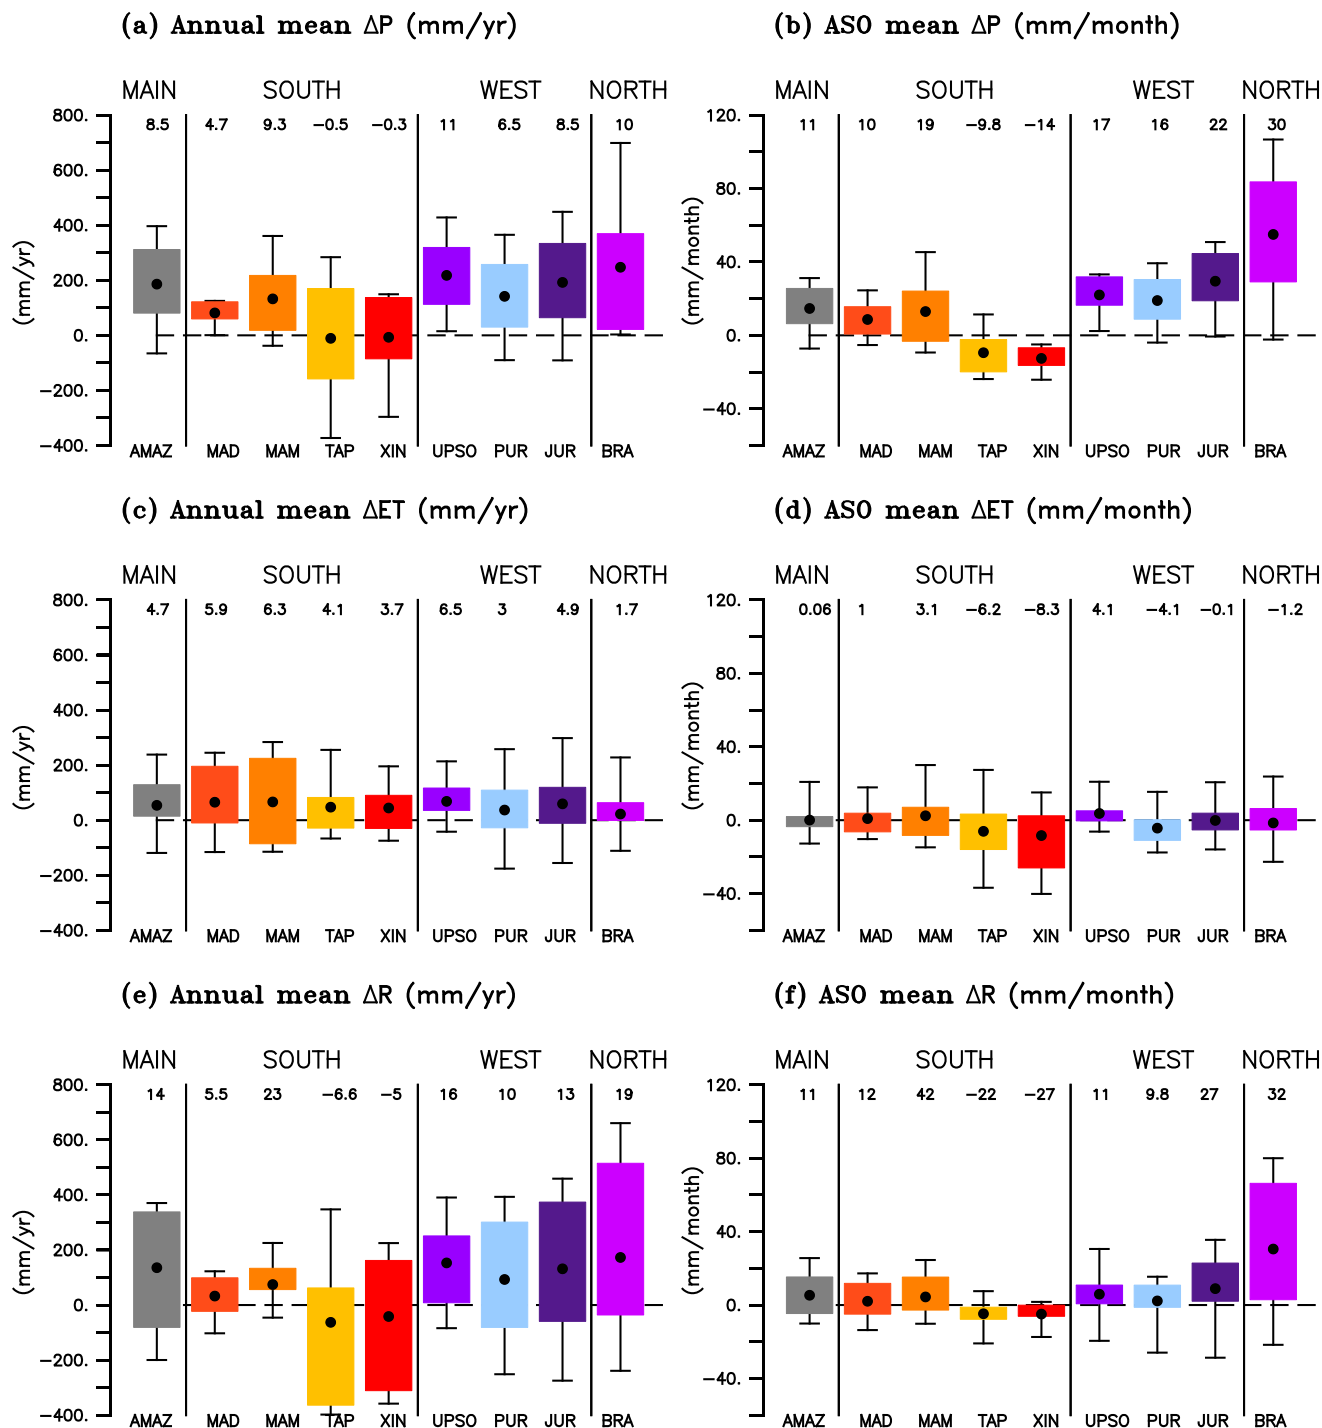 (a) Annual mean ΔP (mm/yr)
MAIN SOUTH WEST NORTH
8.5 4.7 9.3 −0.5 −0.3 11 6.5 8.5 10
800.
600.
400.
200.
0.
−200.
−400.
(mm/yr)
AMAZ MAD MAM TAP XIN UPSO PUR JUR BRA
(b) ASO mean ΔP (mm/month)
MAIN SOUTH WEST NORTH
11 10 19 −9.8 −14 17 16 22 30
120.
80.
40.
0.
−40.
(mm/month)
AMAZ MAD MAM TAP XIN UPSO PUR JUR BRA
(c) Annual mean ΔET (mm/yr)
MAIN SOUTH WEST NORTH
4.7 5.9 6.3 4.1 3.7 6.5 3 4.9 1.7
800.
600.
400.
200.
0.
−200.
−400.
(mm/yr)
AMAZ MAD MAM TAP XIN UPSO PUR JUR BRA
(d) ASO mean ΔET (mm/month)
MAIN SOUTH WEST NORTH
0.06 1 3.1 −6.2 −8.3 4.1 −4.1 −0.1 −1.2
120.
80.
40.
0.
−40.
(mm/month)
AMAZ MAD MAM TAP XIN UPSO PUR JUR BRA
(e) Annual mean ΔR (mm/yr)
MAIN SOUTH WEST NORTH
14 5.5 23 −6.6 −5 16 10 13 19
800.
600.
400.
200.
0.
−200.
−400.
(mm/yr)
AMAZ MAD MAM TAP XIN UPSO PUR JUR BRA
(f) ASO mean ΔR (mm/month)
MAIN SOUTH WEST NORTH
11 12 42 −22 −27 11 9.8 27 32
120.
80.
40.
0.
−40.
(mm/month)
AMAZ MAD MAM TAP XIN UPSO PUR JUR BRA